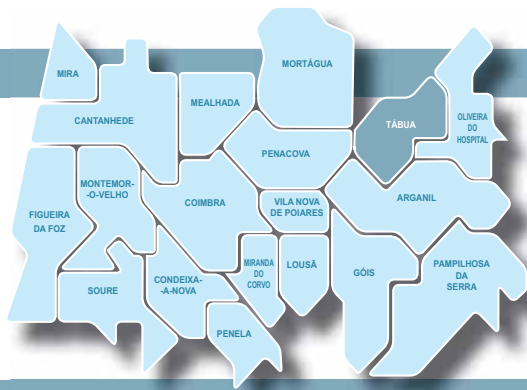 MIRA
MORTÁGUA
CANTANHEDE
MEALHADA
TÁBUA
OLIVEIRA
DO
HOSPITAL
PENACOVA
MONTEMOR-
-O-VELHO
COIMBRA
VILA NOVA
DE POIARES
ARGANIL
FIGUEIRA
DA FOZ
SOURE
CONDEIXA-
-A-NOVA
MIRANDA
DO
CORVO
LOUSÃ
GÓIS
PAMPILHOSA
DA
SERRA
PENELA